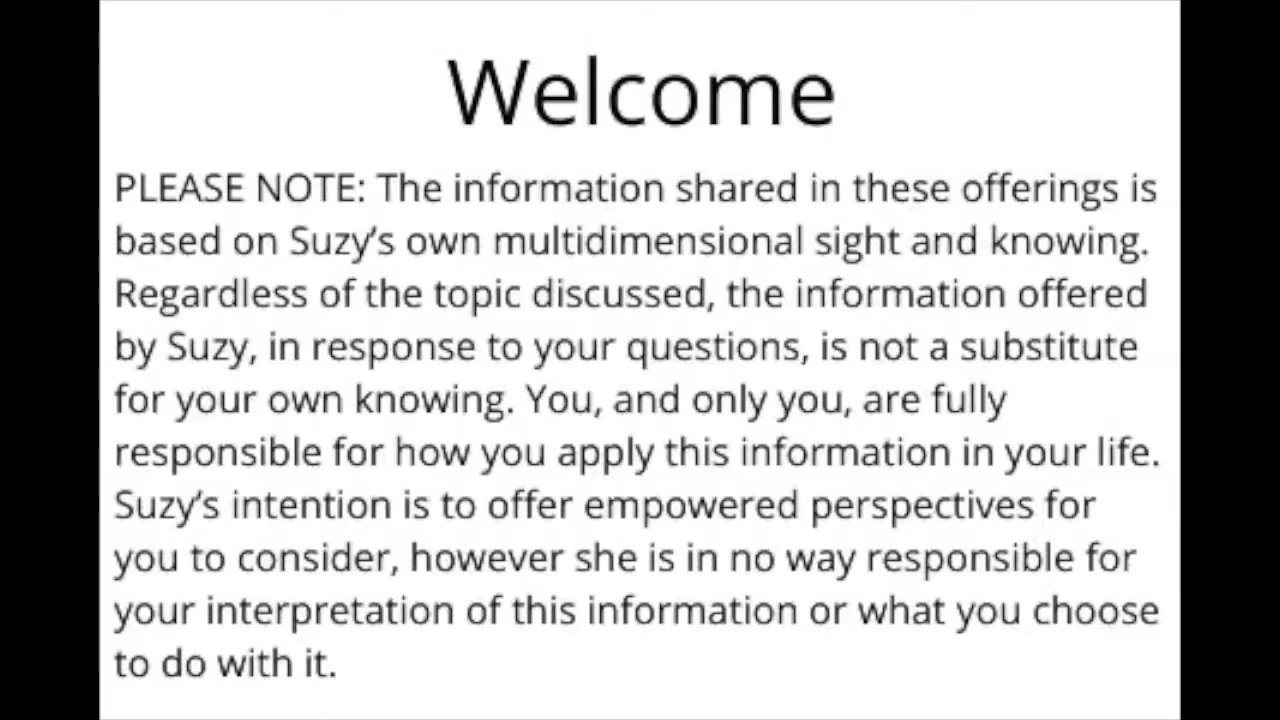 Welcome
PLEASE NOTE: The information shared in these offerings is
based on Suzy’s own multidimensional sight and knowing.
Regardless of the topic discussed, the information offered
by Suzy, in response to your questions, is not a substitute
for your own knowing. You, and only you, are fully
responsible for how you apply this information in your life.
Suzy’s intention is to offer empowered perspectives for
you to consider, however she is in no way responsible for
your interpretation of this information or what you choose
to do with it.